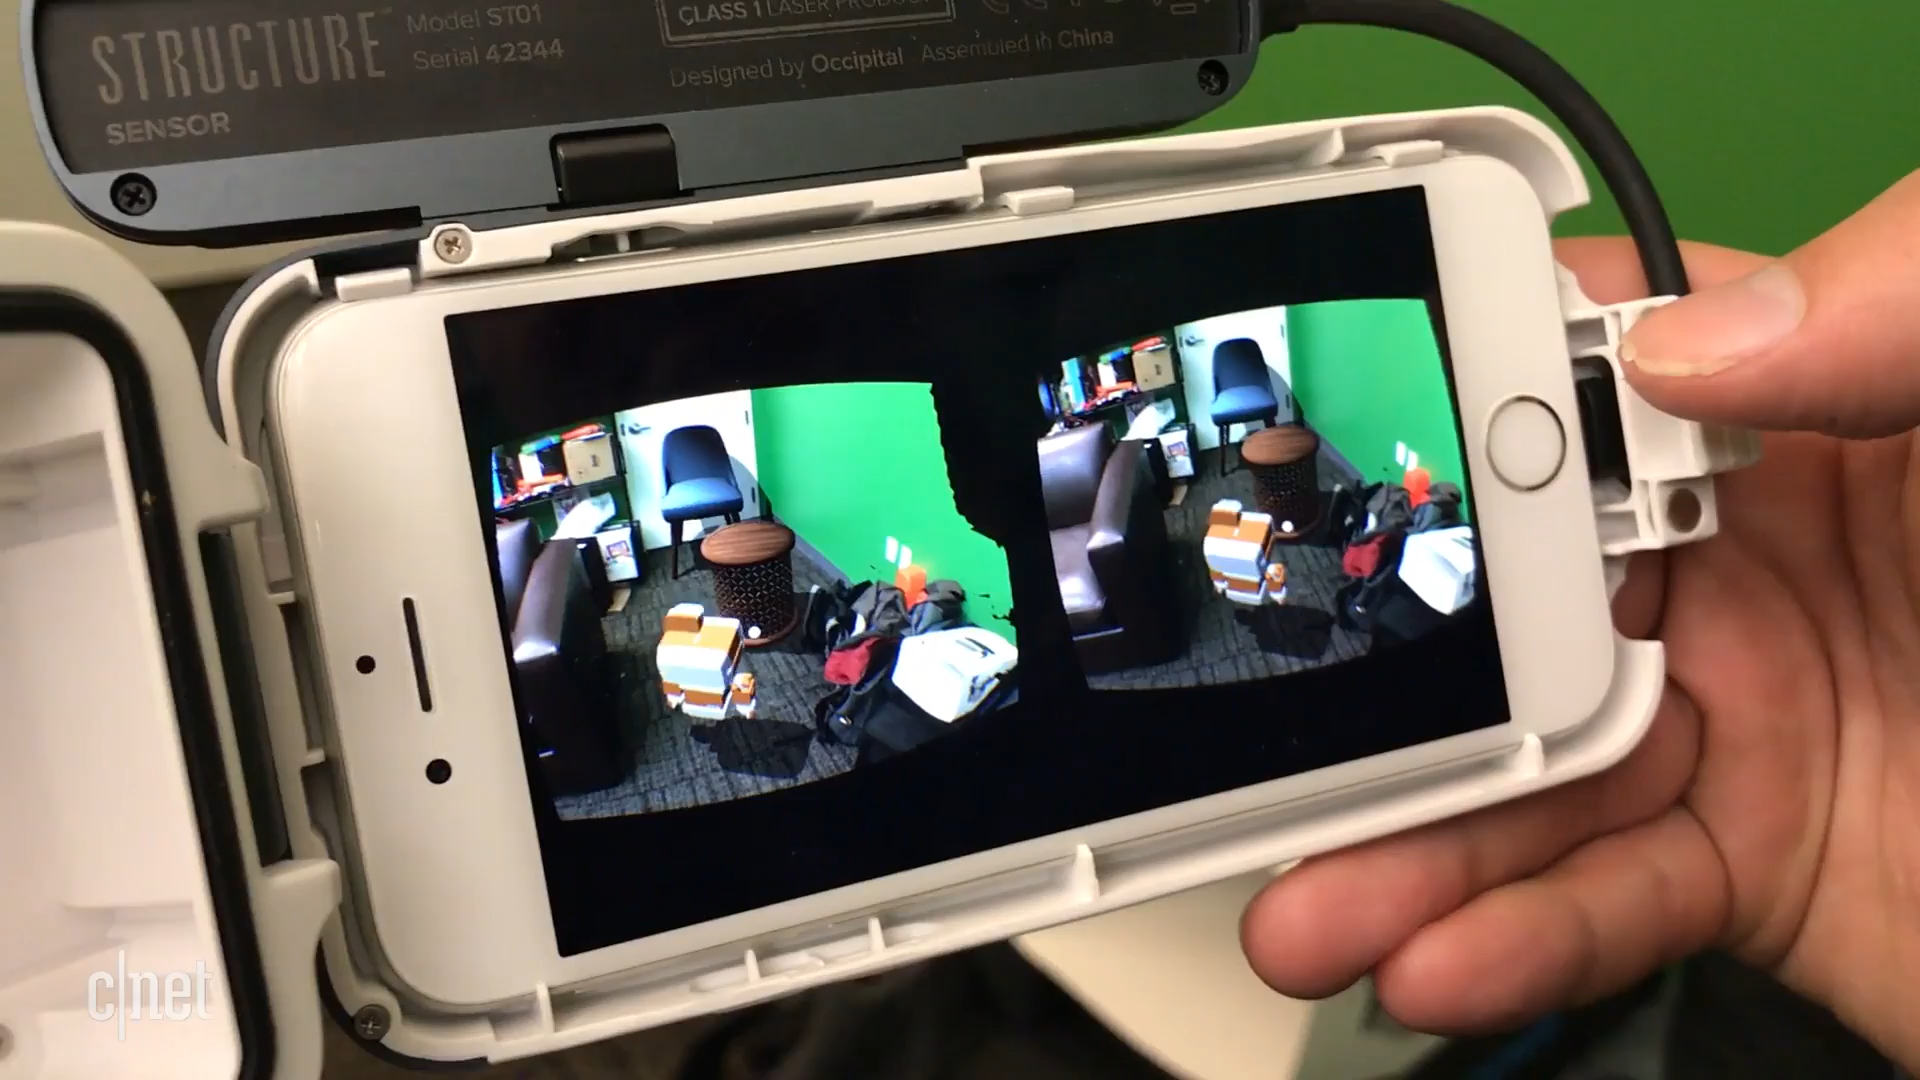 STRUCTURE
SENSOR
Model ST01
Serial 42344
CLASS 1 LASER PRODUCT
Designed by Occipital Assembled in China
c|net